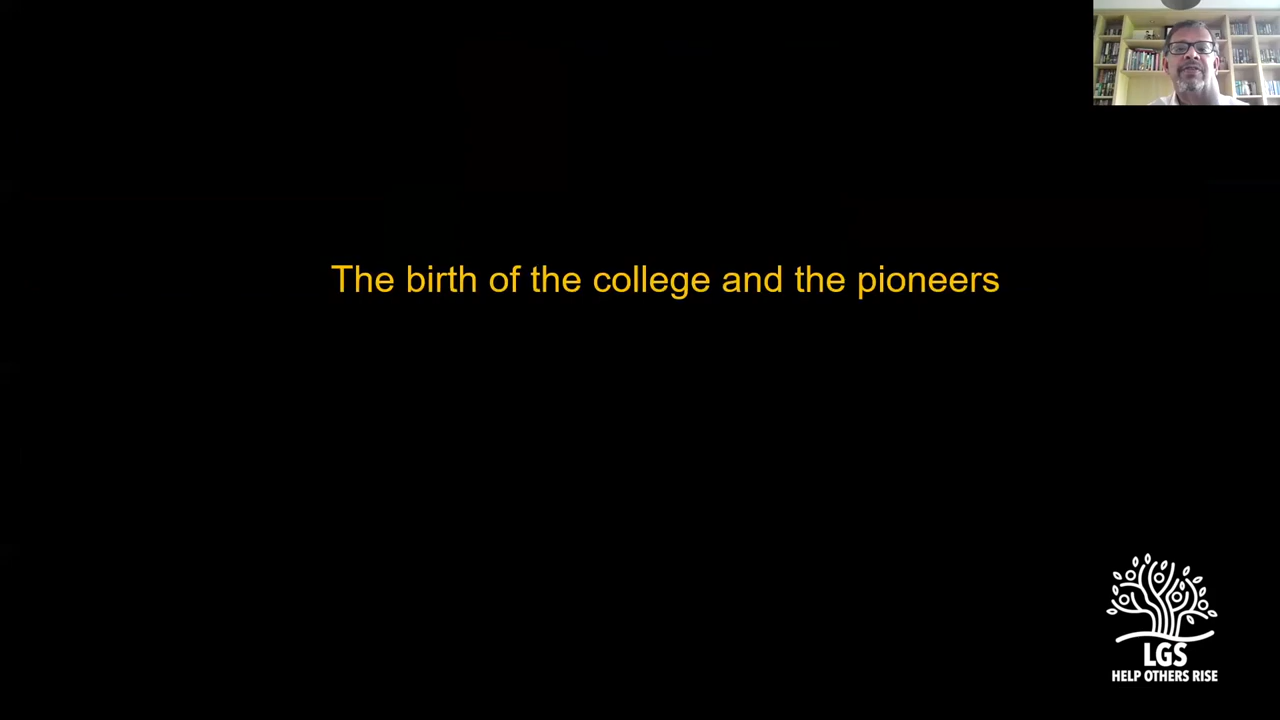 The birth of the college and the pioneers
LGS
HELP OTHERS RISE